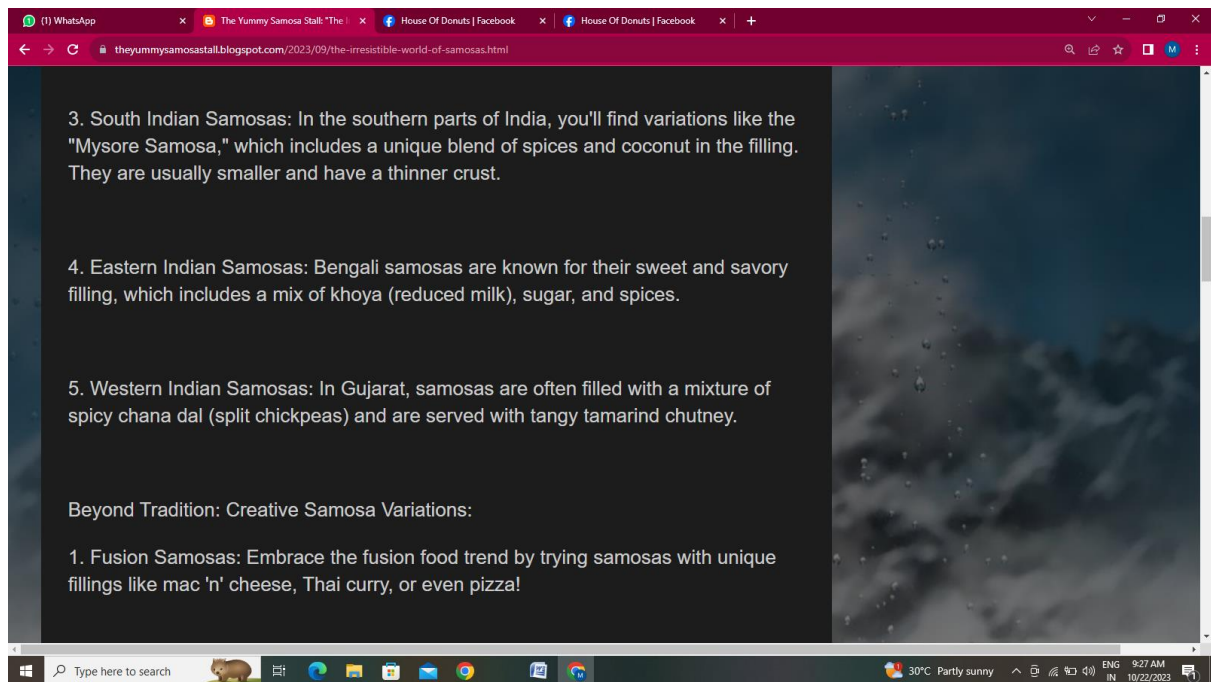 (1) WhatsApp
The Yummy Samosa Stall: "The
House Of Donuts | Facebook
House Of Donuts | Facebook
theyummysamosastall.blogspot.com/2023/09/the-irresistible-world-of-samosas.html
M
3. South Indian Samosas: In the southern parts of India, you'll find variations like the
"Mysore Samosa," which includes a unique blend of spices and coconut in the filling.
They are usually smaller and have a thinner crust.
4. Eastern Indian Samosas: Bengali samosas are known for their sweet and savory
filling, which includes a mix of khoya (reduced milk), sugar, and spices.
5. Western Indian Samosas: In Gujarat, samosas are often filled with a mixture of
spicy chana dal (split chickpeas) and are served with tangy tamarind chutney.
Beyond Tradition: Creative Samosa Variations:
1. Fusion Samosas: Embrace the fusion food trend by trying samosas with unique
fillings like mac 'n' cheese, Thai curry, or even pizza!
Type here to search
30°C Partly sunny
ENG
IN
9:27 AM
10/22/2023